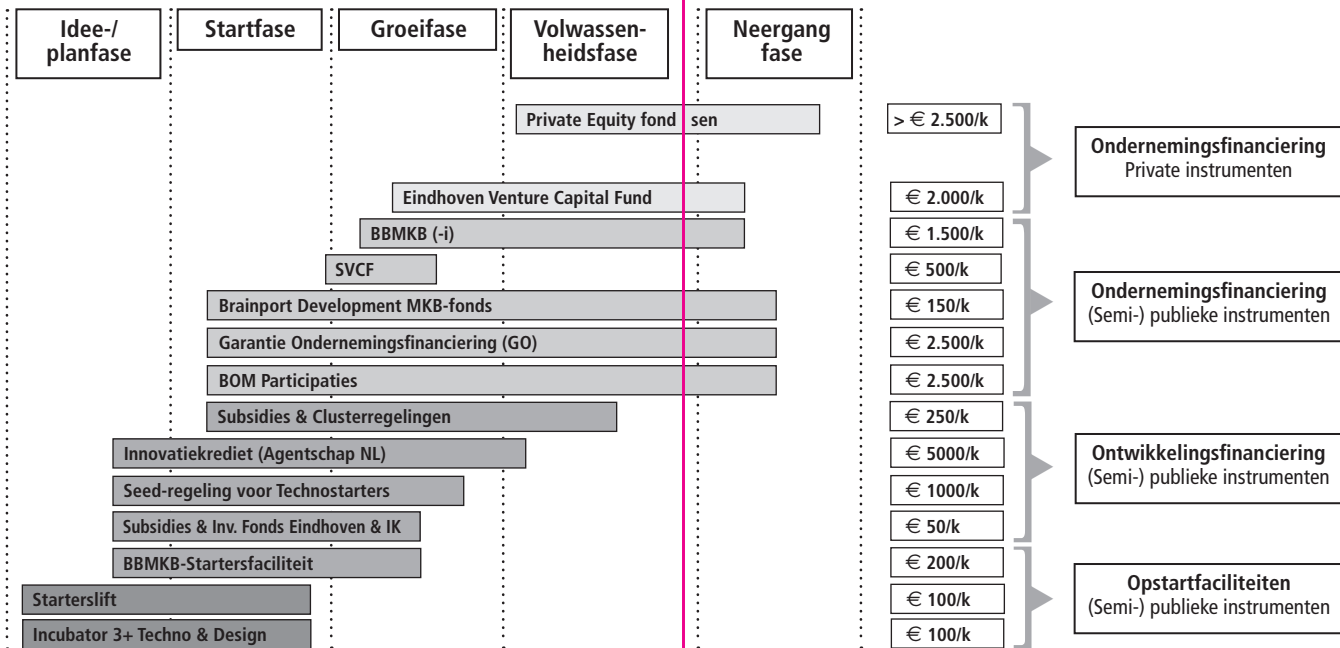 Idee-/
planfase
Startfase
Groeifase
Volwassen-
heidsfase
Neergang
fase
Private Equity fond sen
> € 2.500/k
Ondernemingsfinanciering
Private instrumenten
Eindhoven Venture Capital Fund
€ 2.000/k
BBMKB (-i)
€ 1.500/k
SVCF
€ 500/k
Brainport Development MKB-fonds
€ 150/k
Ondernemingsfinanciering
(Semi-) publieke instrumenten
Garantie Ondernemingsfinanciering (GO)
€ 2.500/k
BOM Participaties
€ 2.500/k
Subsidies & Clusterregelingen
€ 250/k
Innovatiekrediet (Agentschap NL)
€ 5000/k
Ontwikkelingsfinanciering
(Semi-) publieke instrumenten
Seed-regeling voor Technostarters
€ 1000/k
Subsidies & Inv. Fonds Eindhoven & IK
€ 50/k
BBMKB-Startersfaciliteit
€ 200/k
Starterslift
€ 100/k
Opstartfaciliteiten
(Semi-) publieke instrumenten
Incubator 3+ Techno & Design
€ 100/k